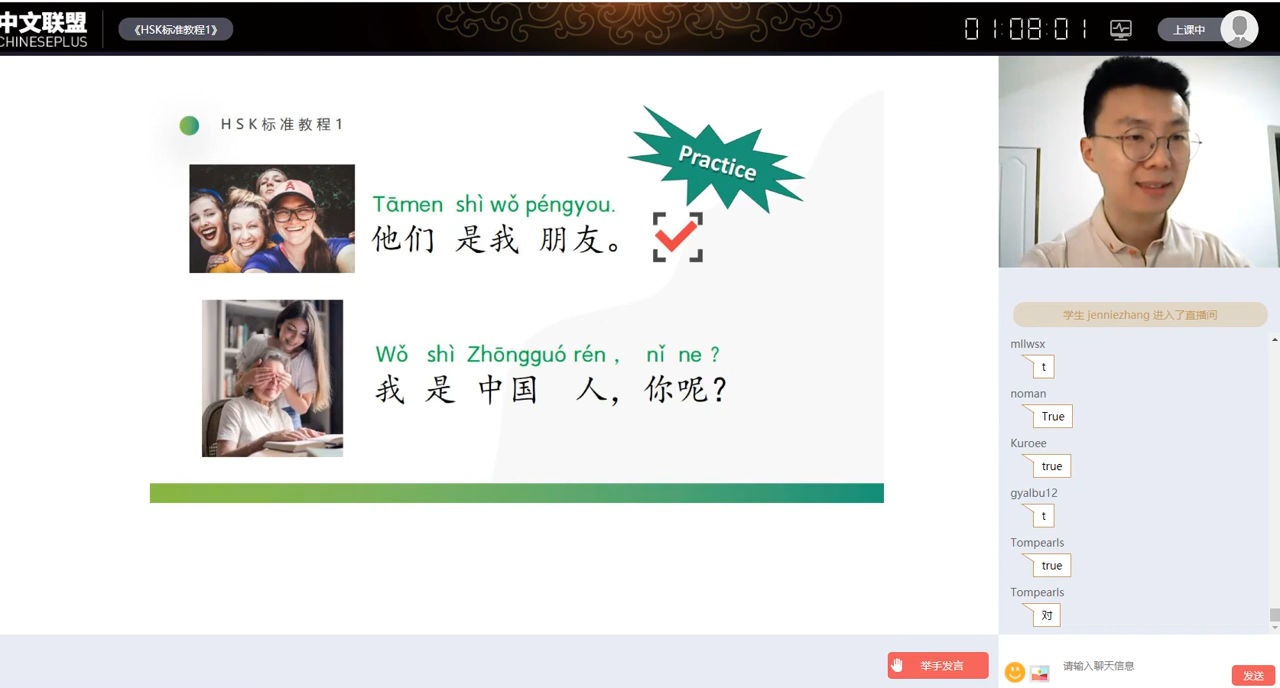 中文联盟
CHINESEPLUS
《HSK标准教程1》
01:08:01
上课中
HSK标准教程1
Practice
A
Tāmen shì wǒ péngyou.
他们 是我 朋友。
Wǒ shì Zhōngguó rén , nǐ ne ?
我 是 中国 人，你呢？
学生 jenniezhang 进入了直播间
mllwsx
t
noman
True
Kuroee
true
gyalbu12
t
Tompearls
true
Tompearls
对
举手发言
请输入聊天信息
发送